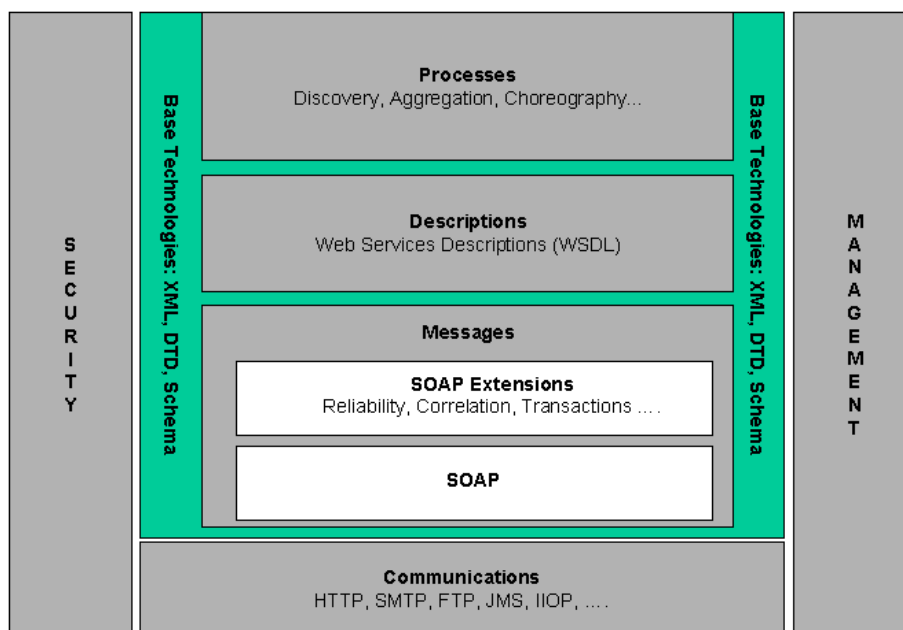 SECURITY
Base Technologies: XML, DTD, Schema
Processes
Discovery, Aggregation, Choreography...
Descriptions
Web Services Descriptions (WSDL)
Messages
SOAP Extensions
Reliability, Correlation, Transactions ....
SOAP
Base Technologies: XML, DTD, Schema
MANAGEMENT
Communications
HTTP, SMTP, FTP, JMS, IIOP, ....